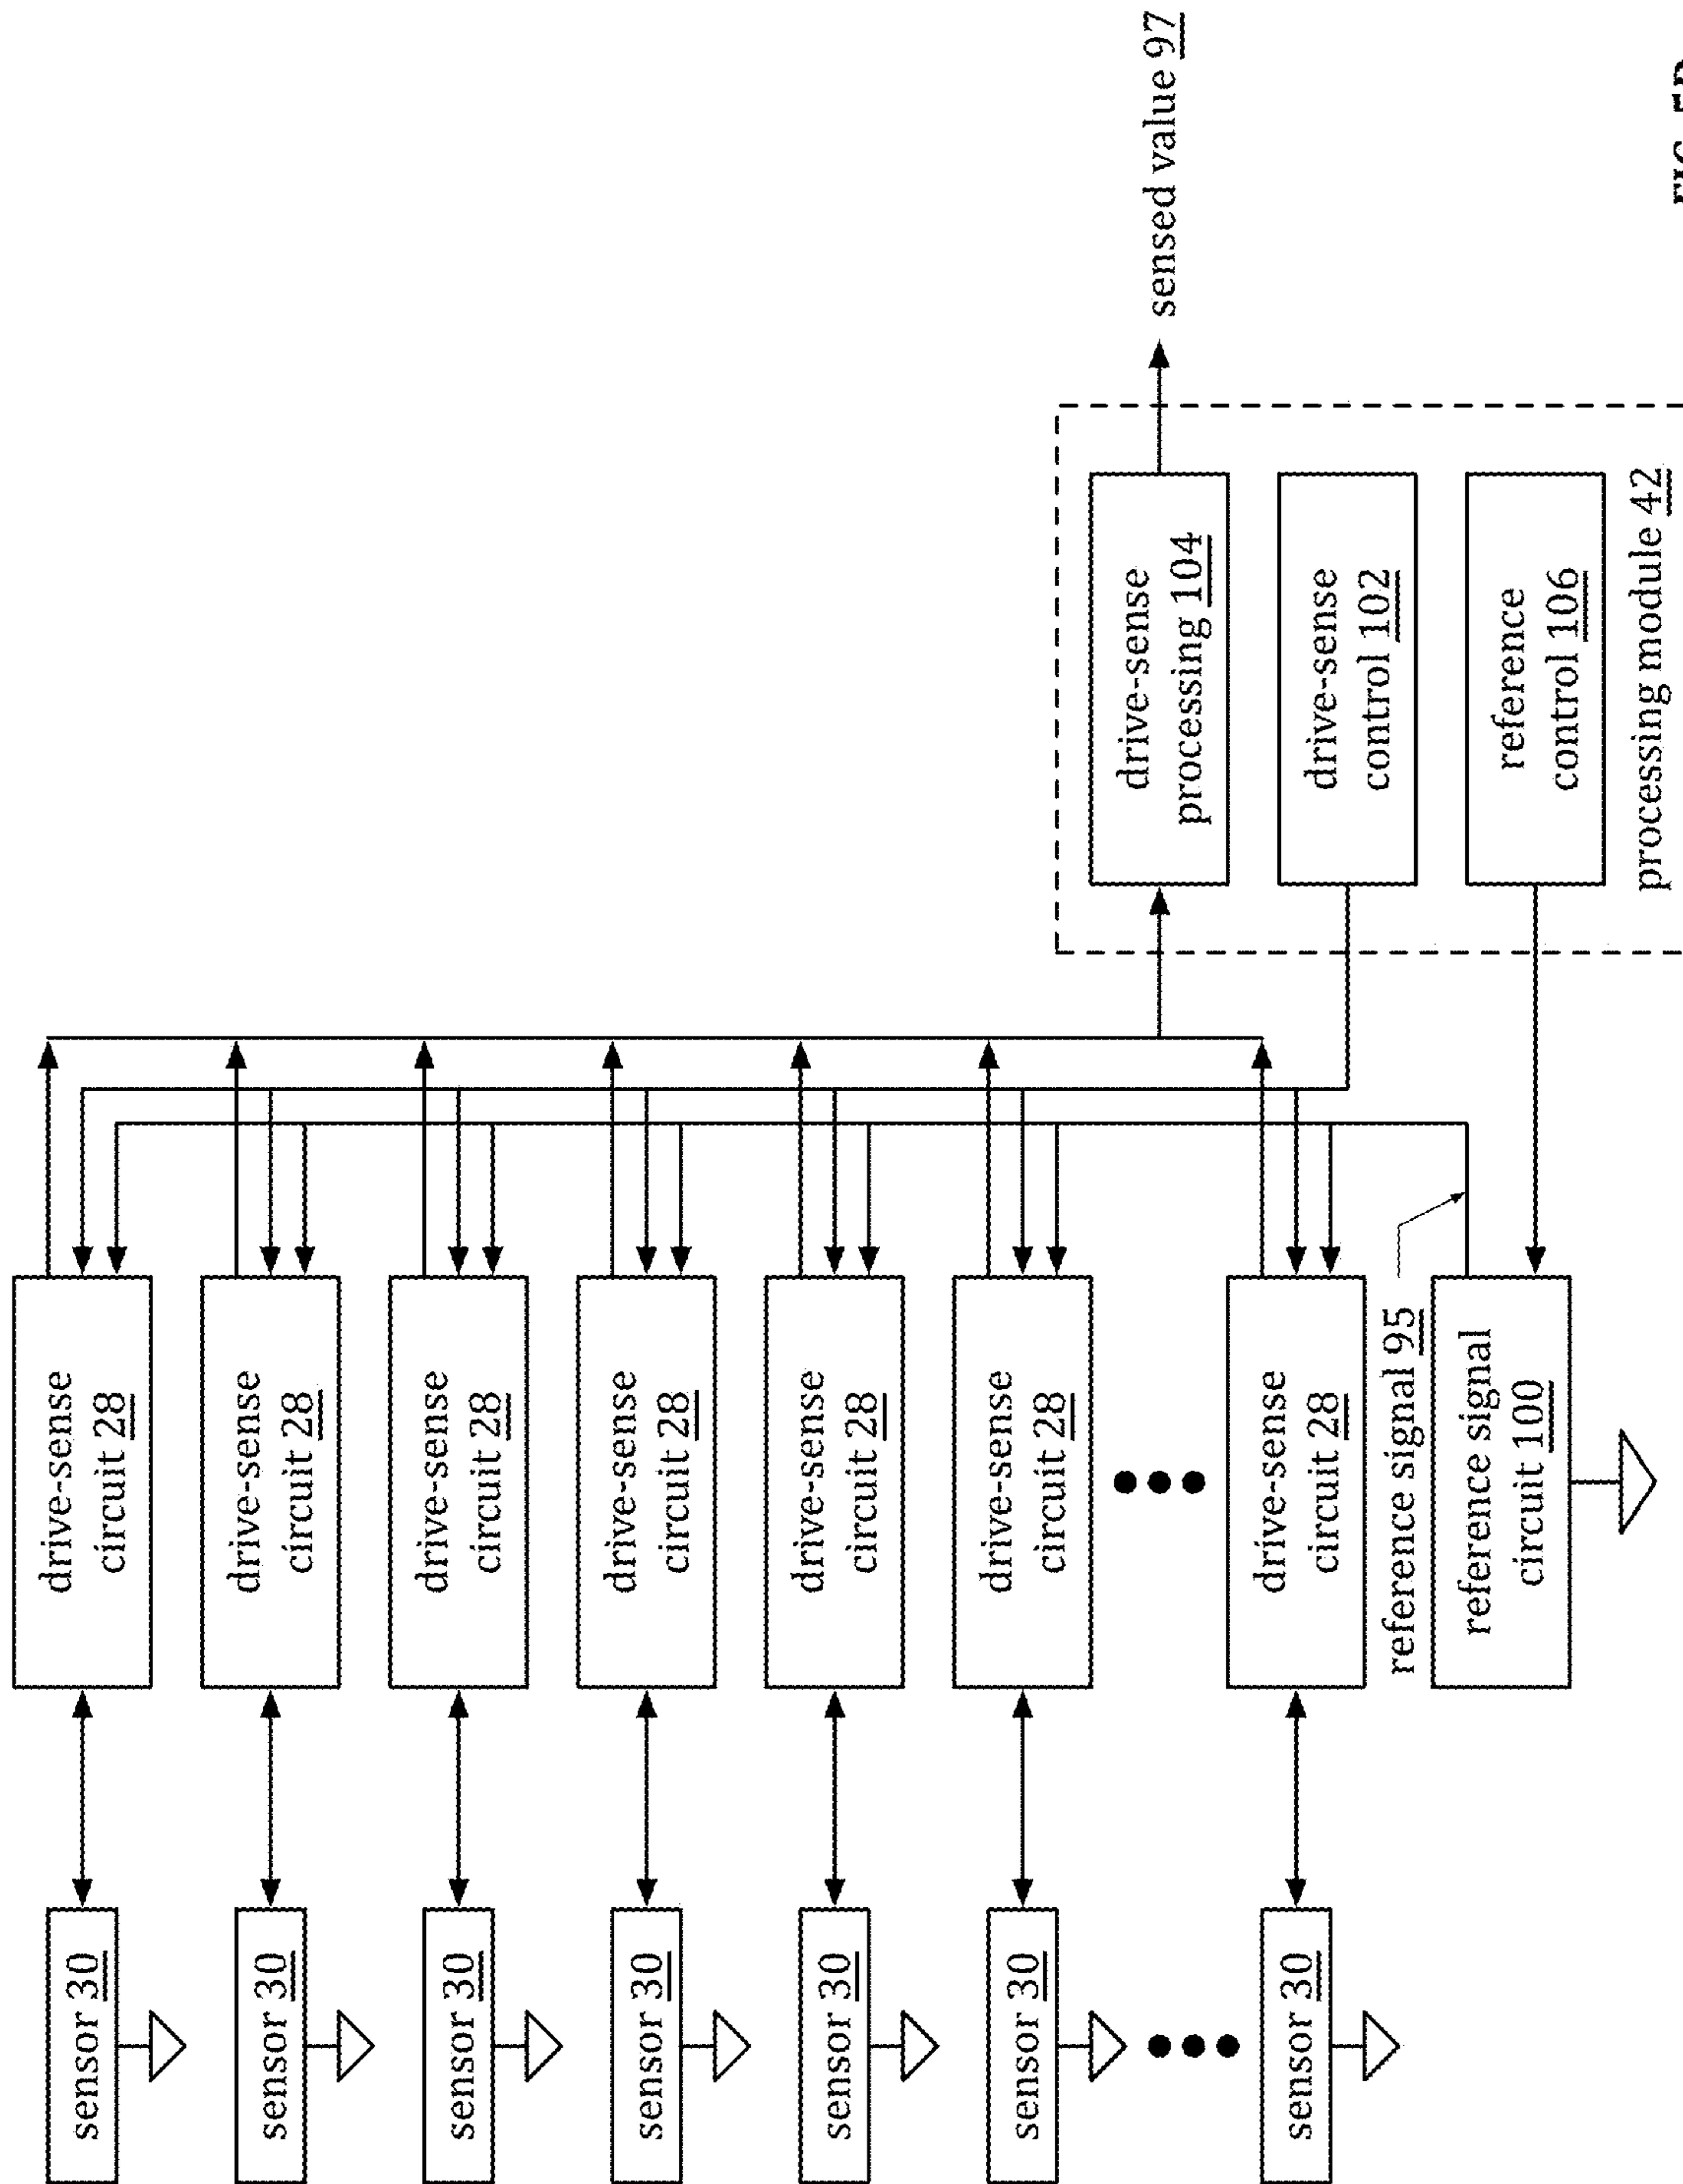 sensor 30
drive-sense
circuit 28
sensor 30
drive-sense
circuit 28
sensor 30
drive-sense
circuit 28
sensor 30
drive-sense
circuit 28
sensor 30
drive-sense
circuit 28
sensor 30
drive-sense
circuit 28
sensor 30
drive-sense
circuit 28
reference signal 95
reference signal
circuit 100
drive-sense
processing 104
sensed value 97
drive-sense
control 102
reference
control 106
processing module 42
FIG.